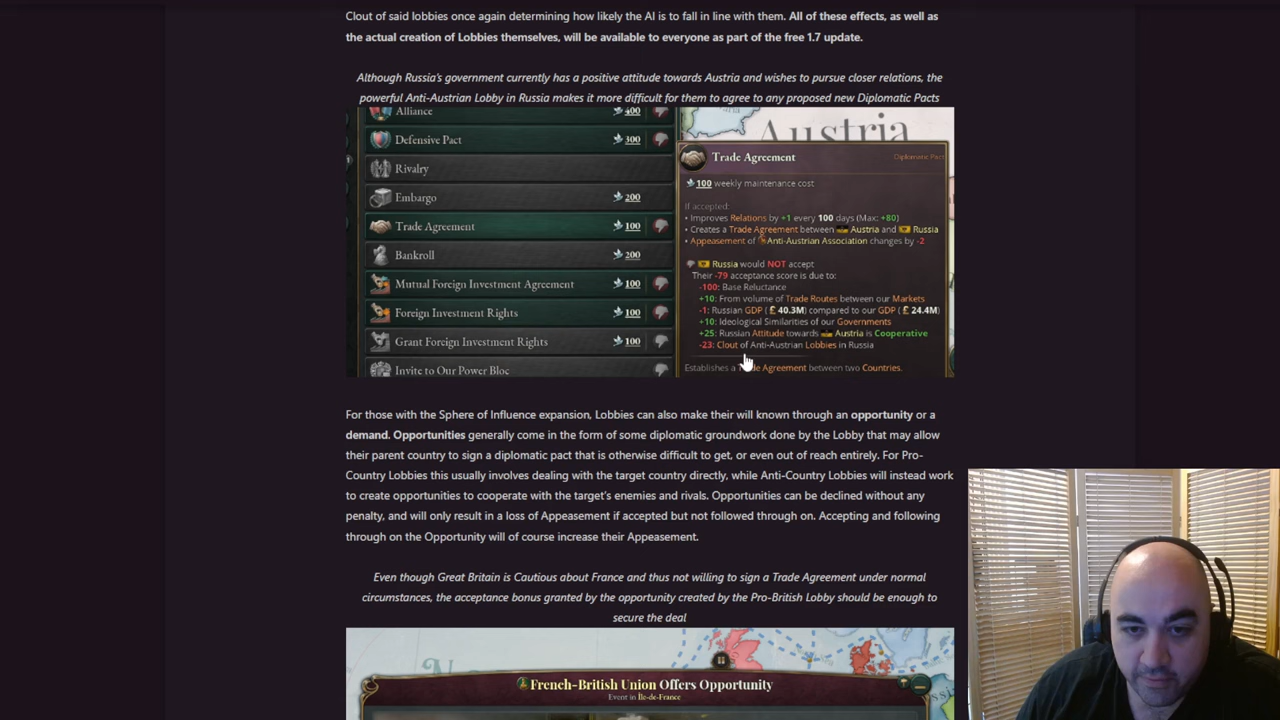 Clout of said lobbies once again determining how likely the AI is to fall in line with them. All of these effects, as well as
the actual creation of Lobbies themselves, will be available to everyone as part of the free 1.7 update.
Although Russia's government currently has a positive attitude towards Austria and wishes to pursue closer relations, the
powerful Anti-Austrian Lobby in Russia makes it more difficult for them to agree to any proposed new Diplomatic Pacts
Alliance 400
Defensive Pact 300
Rivalry
Embargo 200
Trade Agreement 100
Bankroll 200
Mutual Foreign Investment Agreement 100
Foreign Investment Rights 100
Grant Foreign Investment Rights 100
Invite to Our Power Bloc
Austria
Trade Agreement Diplomatic Pact
100 weekly maintenance cost
If accepted:
• Improves Relations by +1 every 100 days (Max: +80)
• Creates a Trade Agreement between Austria and Russia
• Appeasement of Anti-Austrian Association changes by -2
Russia would NOT accept
Their -79 acceptance score is due to:
-100: Base Reluctance
+10: From volume of Trade Routes between our Markets
-1: Russian GDP (£ 40.3M) compared to our GDP (£ 24.4M)
+10: Ideological Similarities of our Governments
+25: Russian Attitude towards Austria is Cooperative
-23: Clout of Anti-Austrian Lobbies in Russia
Establishes a Agreement between two Countries.
For those with the Sphere of Influence expansion, Lobbies can also make their will known through an opportunity or a
demand. Opportunities generally come in the form of some diplomatic groundwork done by the Lobby that may allow
their parent country to sign a diplomatic pact that is otherwise difficult to get, or even out of reach entirely. For Pro-
Country Lobbies this usually involves dealing with the target country directly, while Anti-Country Lobbies will instead work
to create opportunities to cooperate with the target's enemies and rivals. Opportunities can be declined without any
penalty, and will only result in a loss of Appeasement if accepted but not followed through on. Accepting and following
through on the Opportunity will of course increase their Appeasement.
Even though Great Britain is Cautious about France and thus not willing to sign a Trade Agreement under normal
circumstances, the acceptance bonus granted by the opportunity created by the Pro-British Lobby should be enough to
secure the deal
French-British Union Offers Opportunity
Event in Île-de-France